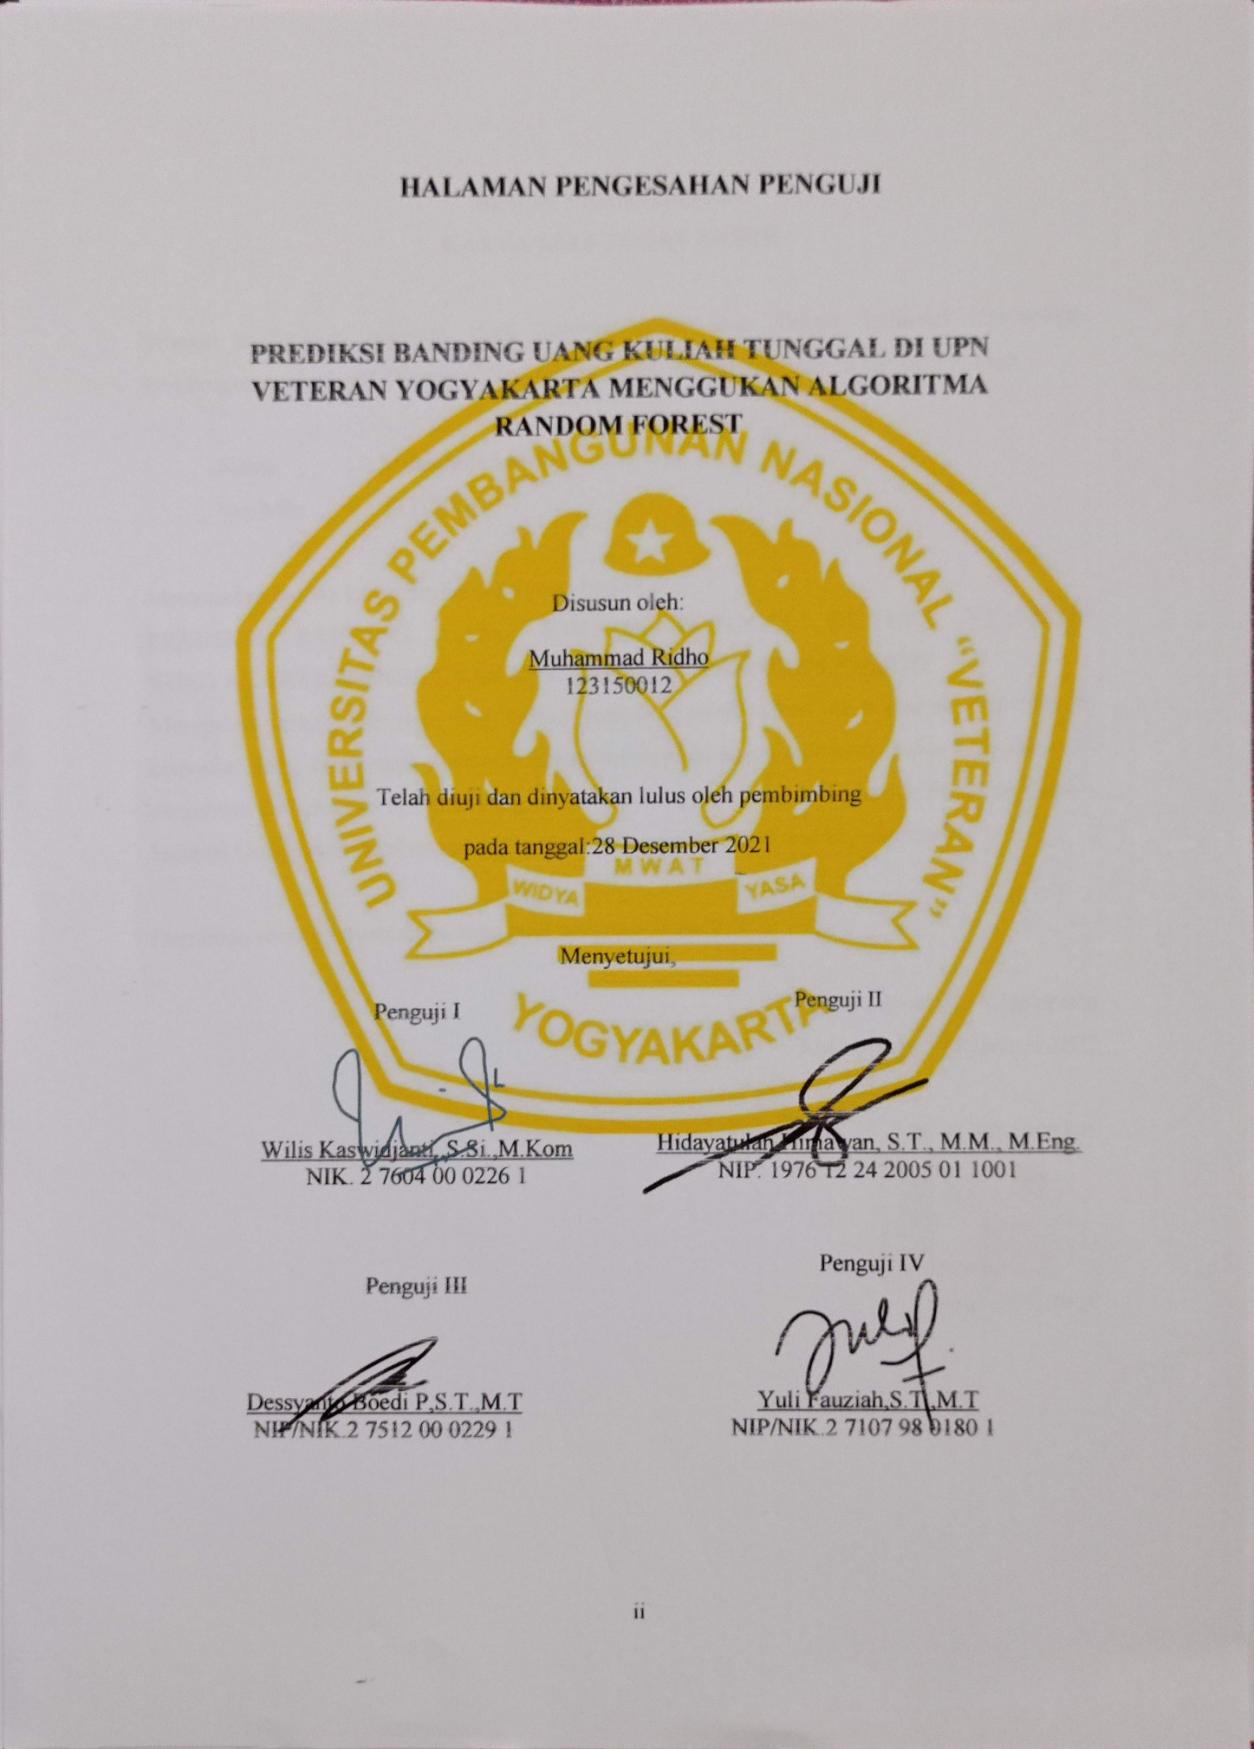 HALAMAN PENGESAHAN PENGUJI
PREDIKSI BANDING UANG KULIAH TUNGGAL DI UPN
VETERAN YOGYAKARTA MENGGUKAN ALGORITMA
RANDOM FOREST
UNIVERSITAS PEMBANGUNAN NASIONAL “VETERAN”
Disusun oleh:
Muhammad Ridho
123150012
Telah diuji dan dinyatakan lulus oleh pembimbing
pada tanggal:28 Desember 2021
WIDYA MWAT YASA
Menyetujui,
YOGYAKARTA
Penguji I
Wilis Kaswidjanti, S.Si.,M.Kom
NIK. 2 7604 00 0226 1
Penguji II
Hidayatulah Himawan, S.T., M.M., M.Eng.
NIP. 1976 12 24 2005 01 1001
Penguji III
Dessyanto Boedi P,S.T.,M.T
NIP/NIK.2 7512 00 0229 1
Penguji IV
Yuli Fauziah,S.T.,M.T
NIP/NIK.2 7107 98 0180 1
ii